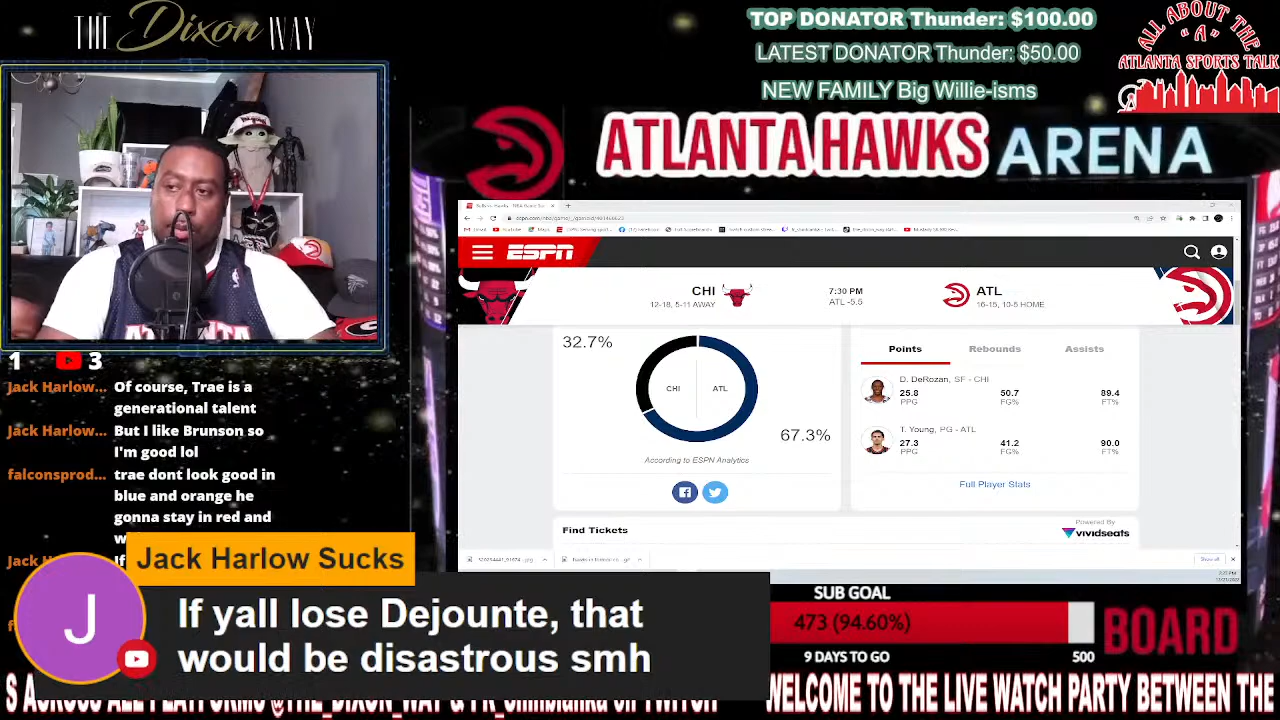 THE Dixon WAY
TOP DONATOR Thunder: $100.00
LATEST DONATOR Thunder: $50.00
NEW FAMILY Big Willie-isms
ALL ABOUT THE
"A"
ATLANTA SPORTS TALK
ATLANTA HAWKS ARENA
ESPN
CHI
12-18, 5-11 AWAY
7:30 PM
ATL -5.5
ATL
16-15, 10-5 HOME
32.7%
CHI
ATL
67.3%
According to ESPN Analytics
Points
Rebounds
Assists
D. DeRozan, SF - CHI
25.8
50.7
89.4
PPG
FG%
FT%
T. Young, PG - ATL
27.3
41.2
90.0
PPG
FG%
FT%
Full Player Stats
Find Tickets
Powered By
vividseats
1
3
Jack Harlow... Of course, Trae is a
generational talent
Jack Harlow... But I like Brunson so
I'm good lol
falconsprod... trae dont look good in
blue and orange he
gonna stay in red and
Jack Harlow Sucks
J
If yall lose Dejounte, that
would be disastrous smh
SUB GOAL
473 (94.60%)
9 DAYS TO GO
500
BOARD
S ACROSS ALL PLATFORMS @THE_DIXON_WAY &
on TWITCH
WELCOME TO THE LIVE WATCH PARTY BETWEEN THE